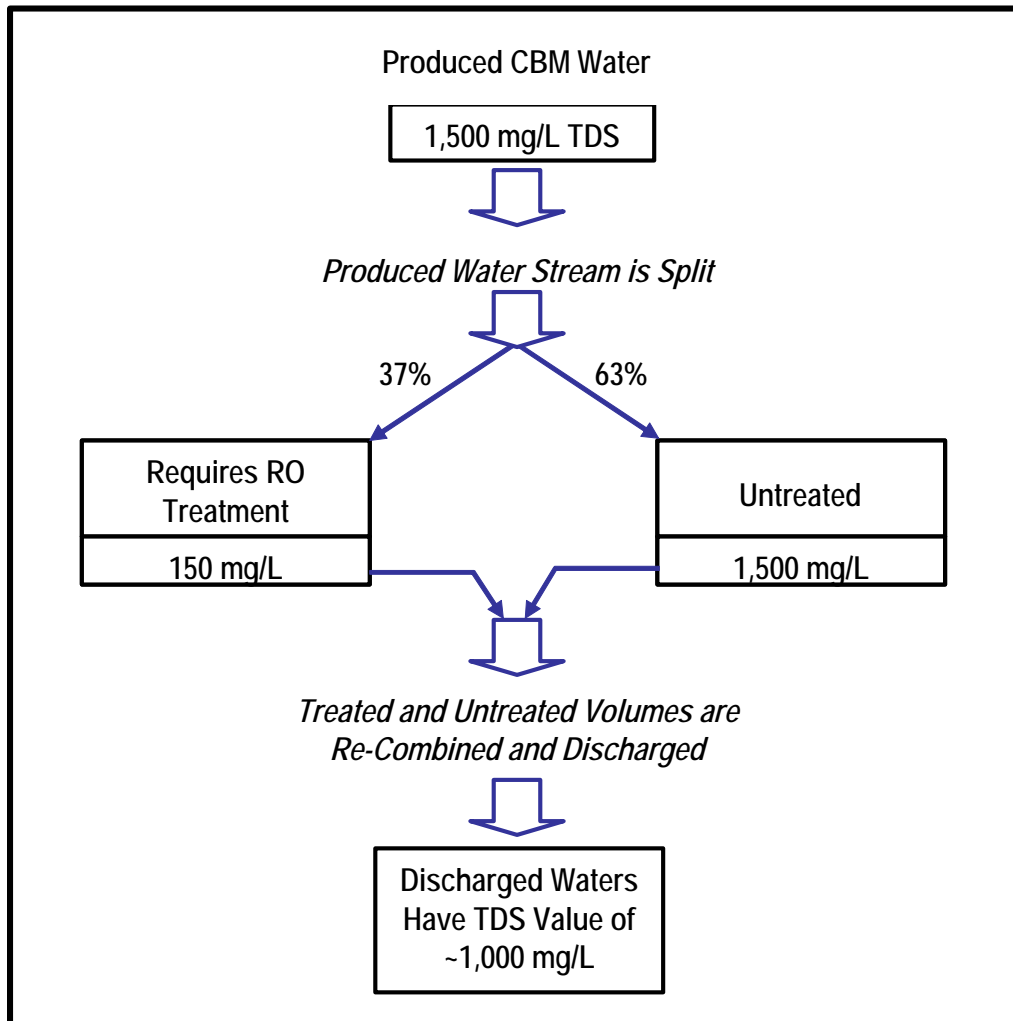 Produced CBM Water
1,500 mg/L TDS
Produced Water Stream is Split
37%
63%
Requires RO
Treatment
150 mg/L
Untreated
1,500 mg/L
Treated and Untreated Volumes are
Re-Combined and Discharged
Discharged Waters
Have TDS Value of
~1,000 mg/L